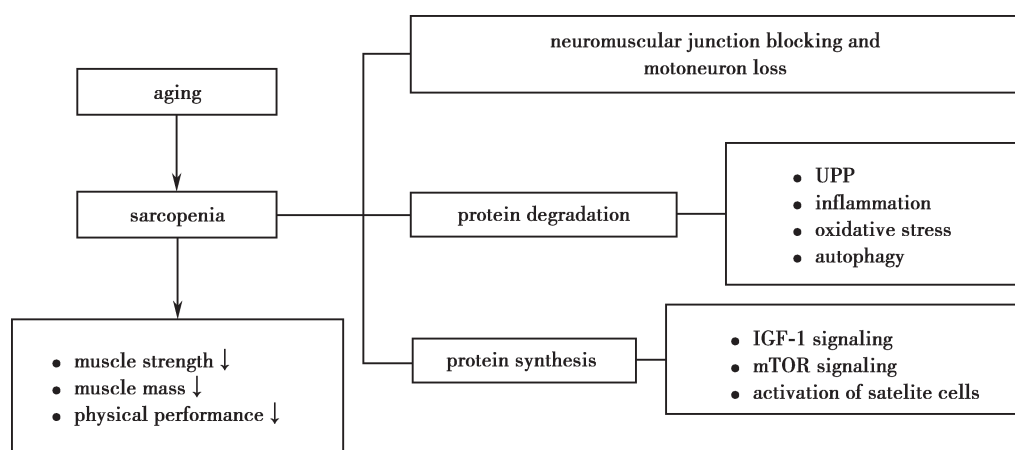 neuromuscular junction blocking and
motoneuron loss
aging
sarcopenia
protein degradation
• UPP
• inflammation
• oxidative stress
• autophagy
• muscle strength ↓
• muscle mass ↓
• physical performance ↓
protein synthesis
• IGF-1 signaling
• mTOR signaling
• activation of satelite cells